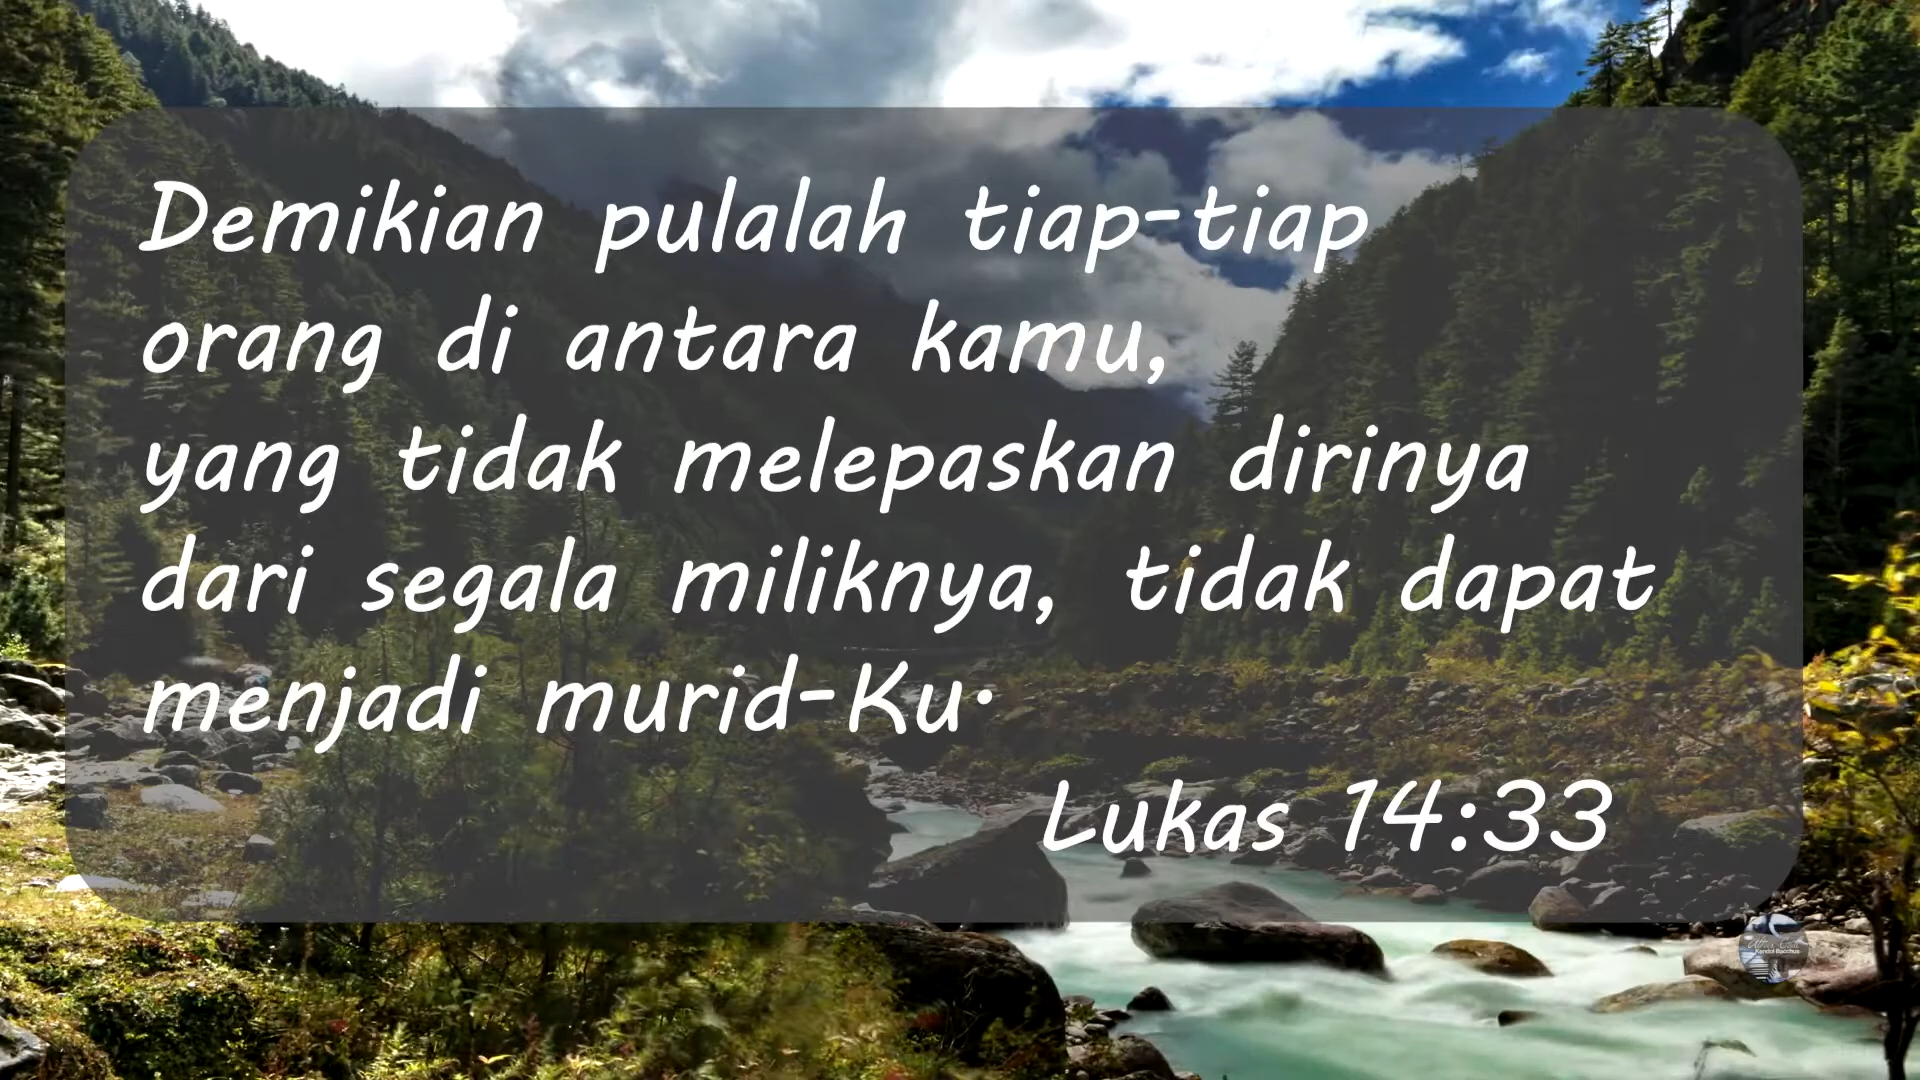 Demikian pulalah tiap-tiap
orang di antara kamu,
yang tidak melepaskan dirinya
dari segala miliknya, tidak dapat
menjadi murid-Ku.
Lukas 14:33